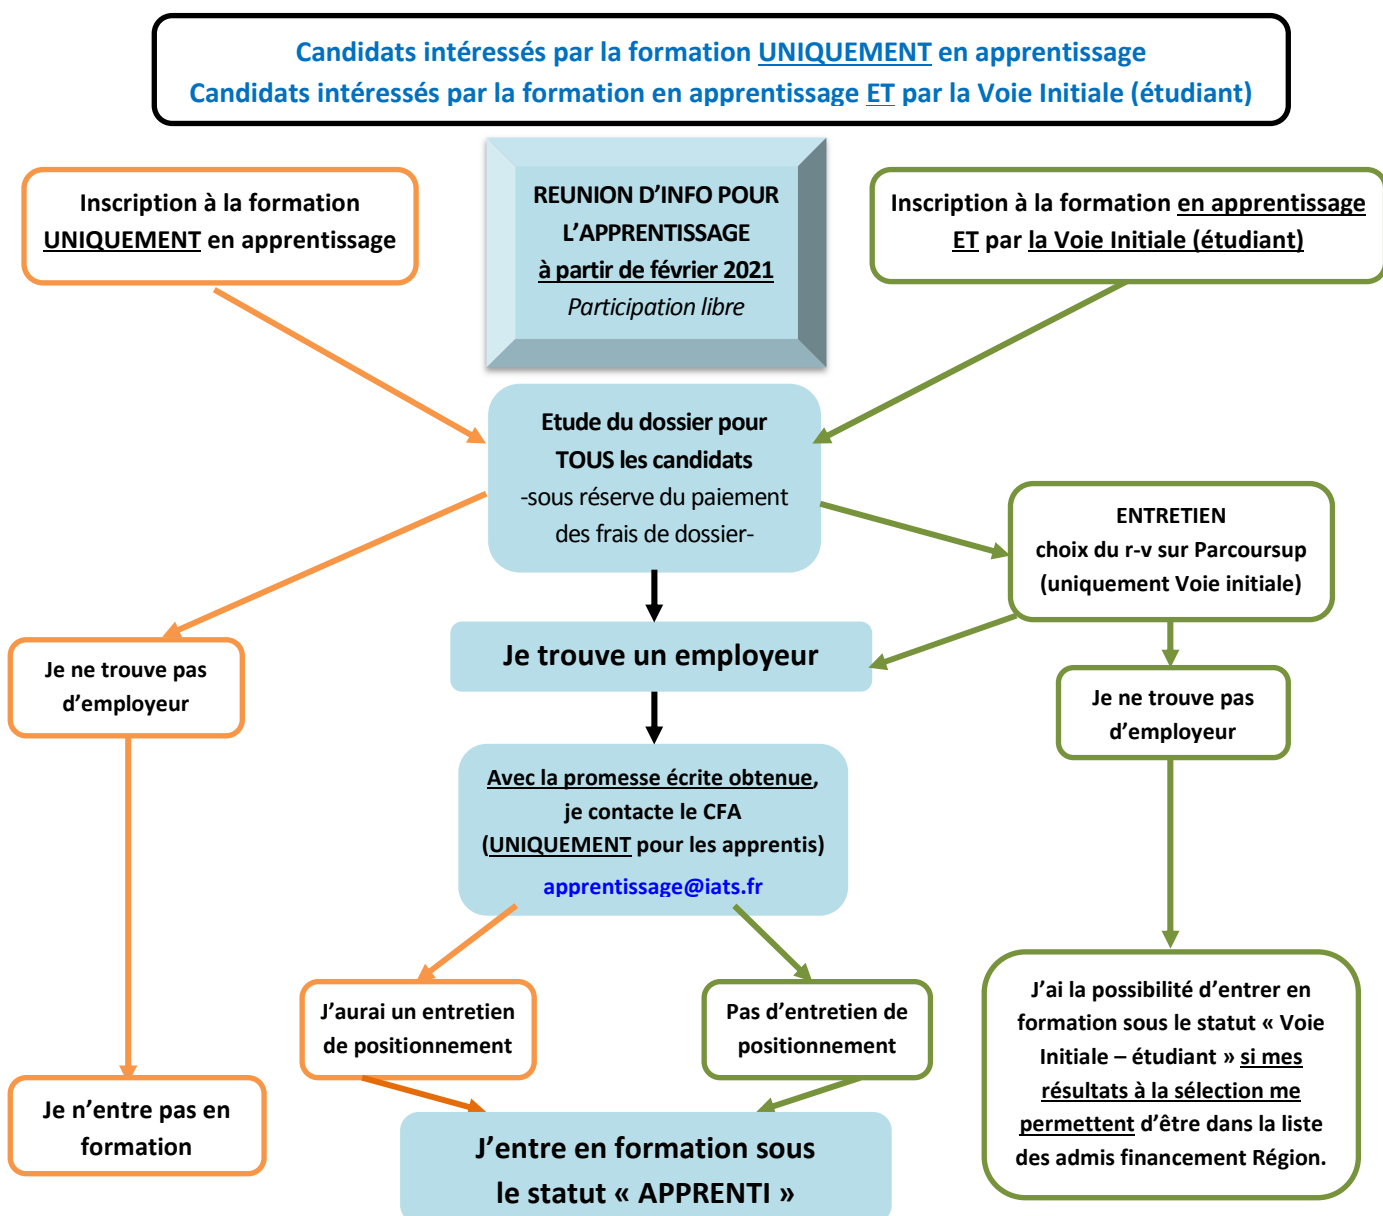 Candidats intéressés par la formation UNIQUEMENT en apprentissage
Candidats intéressés par la formation en apprentissage ET par la Voie Initiale (étudiant)
Inscription à la formation
UNIQUEMENT en apprentissage
REUNION D’INFO POUR
L’APPRENTISSAGE
à partir de février 2021
Participation libre
Inscription à la formation en apprentissage
ET par la Voie Initiale (étudiant)
Etude du dossier pour
TOUS les candidats
-sous réserve du paiement
des frais de dossier-
ENTRETIEN
choix du r-v sur Parcoursup
(uniquement Voie initiale)
Je ne trouve pas
d’employeur
Je trouve un employeur
Je ne trouve pas
d’employeur
Avec la promesse écrite obtenue,
je contacte le CFA
(UNIQUEMENT pour les apprentis)
apprentissage@iats.fr
J’aurai un entretien
de positionnement
Pas d’entretien de
positionnement
J’ai la possibilité d’entrer en
formation sous le statut « Voie
Initiale – étudiant » si mes
résultats à la sélection me
permettent d’être dans la liste
des admis financement Région.
Je n’entre pas en
formation
J’entre en formation sous
le statut « APPRENTI »